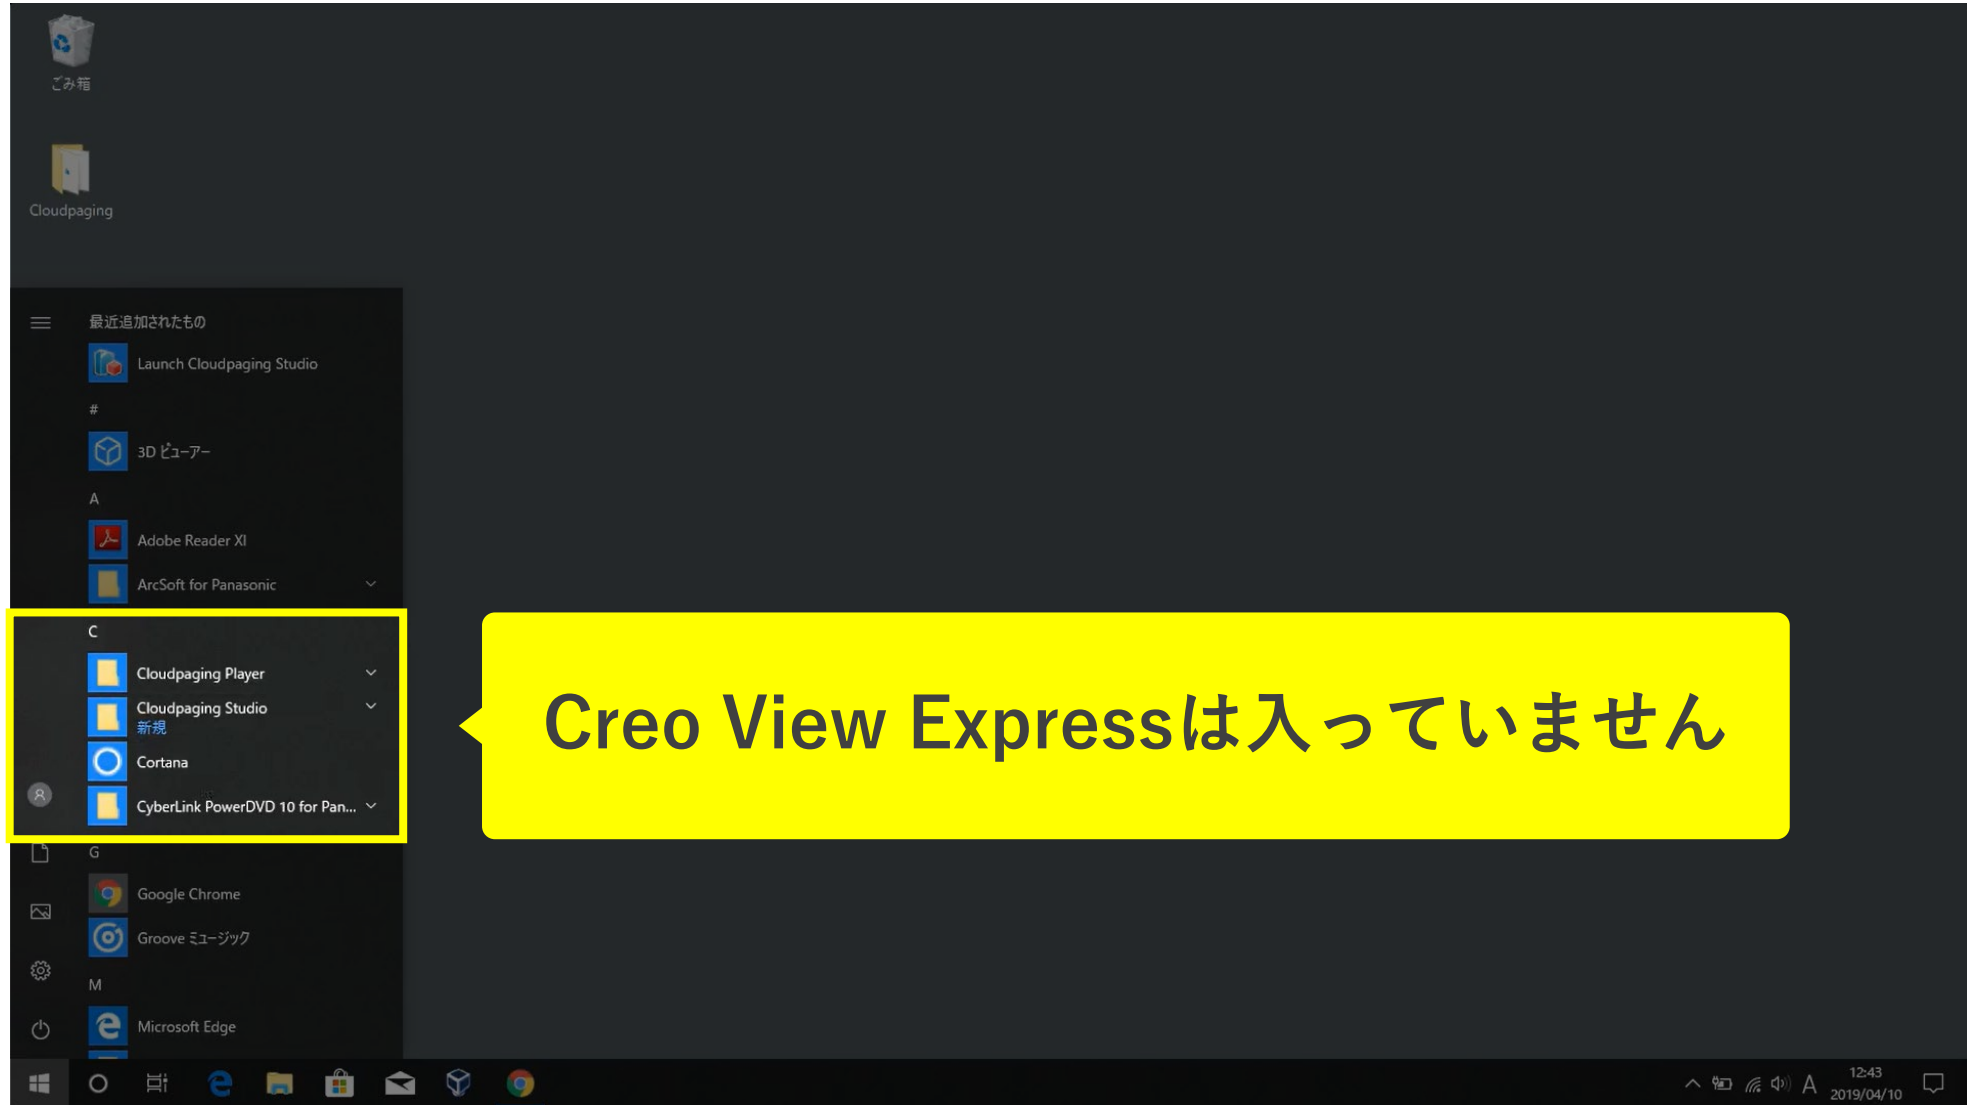 ごみ箱
Cloudpaging
最近追加されたもの
Launch Cloudpaging Studio
#
3D ビューアー
A
Adobe Reader XI
ArcSoft for Panasonic
C
Cloudpaging Player
Cloudpaging Studio
新規
Cortana
CyberLink PowerDVD 10 for Pan...
Creo View Expressは入っていません
G
Google Chrome
Groove ミュージック
M
Microsoft Edge
A
12:43
2019/04/10